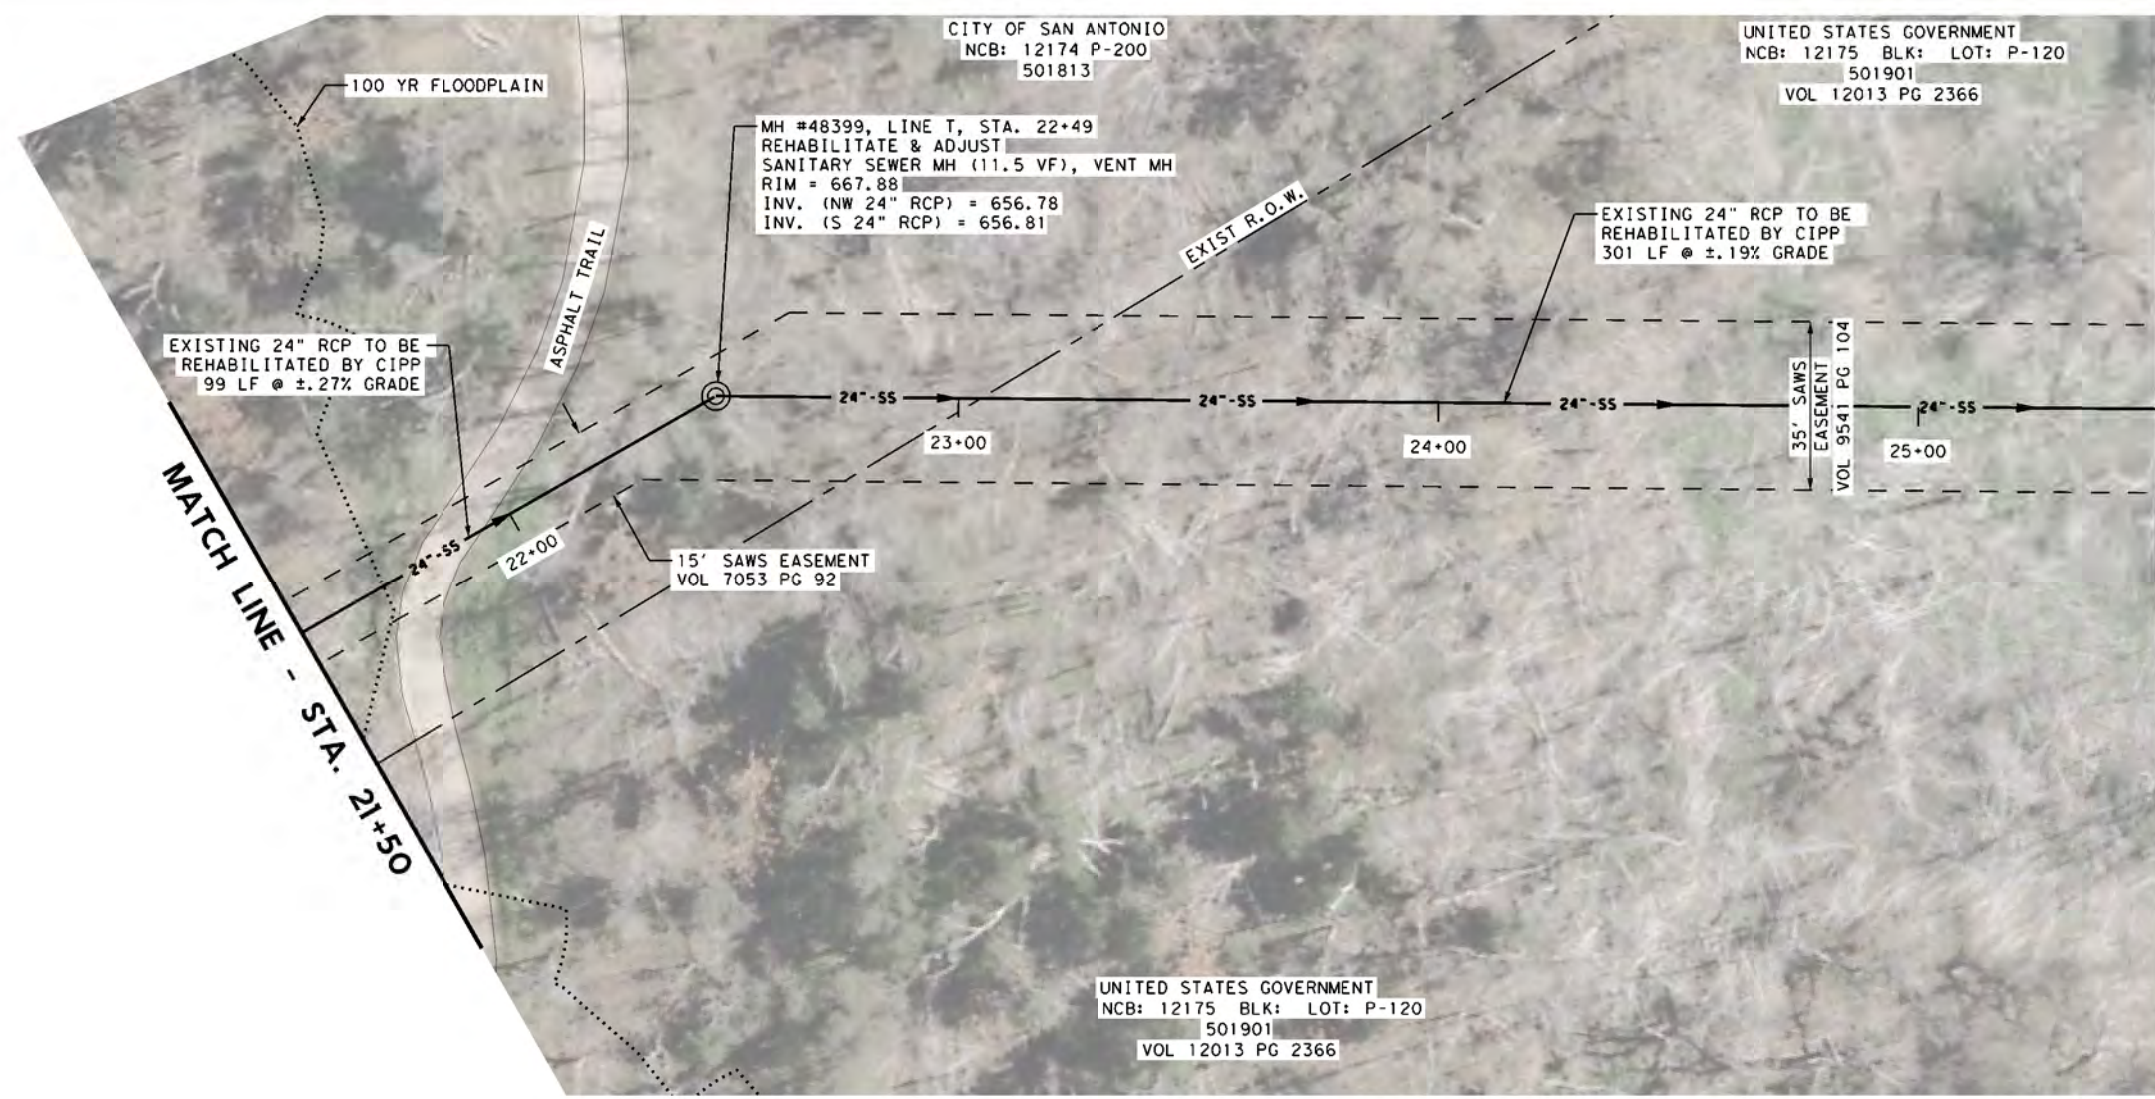 CITY OF SAN ANTONIO
NCB: 12174 P-200
501813
UNITED STATES GOVERNMENT
NCB: 12175 BLK: LOT: P-120
501901
VOL 12013 PG 2366
100 YR FLOODPLAIN
MH #48399, LINE T, STA. 22+49
REHABILITATE & ADJUST
SANITARY SEWER MH (11.5 VF), VENT MH
RIM = 667.88
INV. (NW 24" RCP) = 656.78
INV. (S 24" RCP) = 656.81
EXIST R.O.W.
EXISTING 24" RCP TO BE
REHABILITATED BY CIPP
301 LF @ ±.19% GRADE
ASPHALT TRAIL
EXISTING 24" RCP TO BE
REHABILITATED BY CIPP
99 LF @ ±.27% GRADE
35' SAWS
EASEMENT
VOL 9541 PG 104
24"-SS
24"-SS
24"-SS
24"-SS
23+00
24+00
25+00
24"-SS
22+00
15' SAWS EASEMENT
VOL 7053 PG 92
MATCH LINE - STA. 21+50
UNITED STATES GOVERNMENT
NCB: 12175 BLK: LOT: P-120
501901
VOL 12013 PG 2366